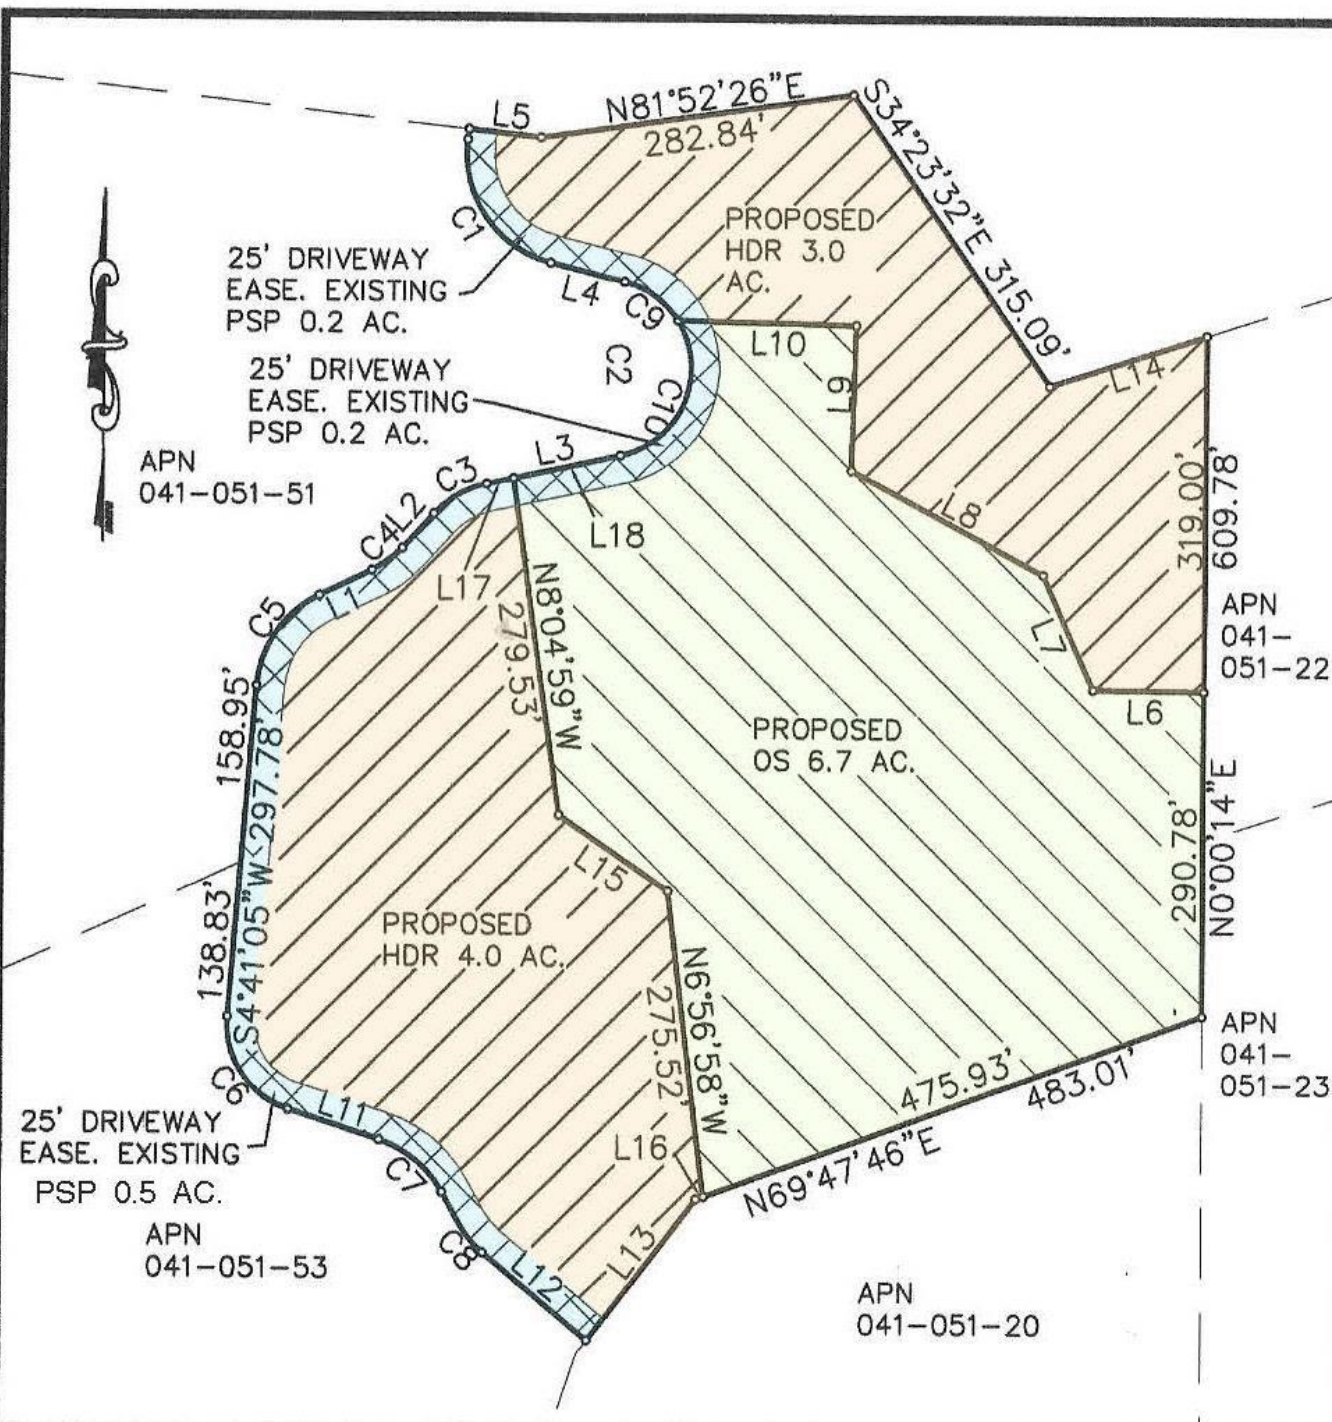 L5
N81°52'26"E
282.84'
S34°23'32"E 315.09'
PROPOSED
HDR 3.0
AC.
C1
25' DRIVEWAY
EASE. EXISTING
PSP 0.2 AC.
L4
C9
L10
L14
C2
L9
25' DRIVEWAY
EASE. EXISTING
PSP 0.2 AC.
C10
APN
041-051-51
L3
C3
L2
C4
L18
L17
L8
319.00'
609.78'
L1
C5
L7
APN
041-
051-22
N8°04'59"W
279.53'
L6
158.95'
PROPOSED
OS 6.7 AC.
S4°41'05"W 297.78'
138.83'
290.78'
N0°00'14"E
L15
PROPOSED
HDR 4.0 AC.
N6°56'58"W
275.52'
APN
041-
051-23
475.93'
483.01'
N69°47'46"E
C6
L11
25' DRIVEWAY
EASE. EXISTING
PSP 0.5 AC.
L16
C7
APN
041-051-53
C8
L12
L13
APN
041-051-20